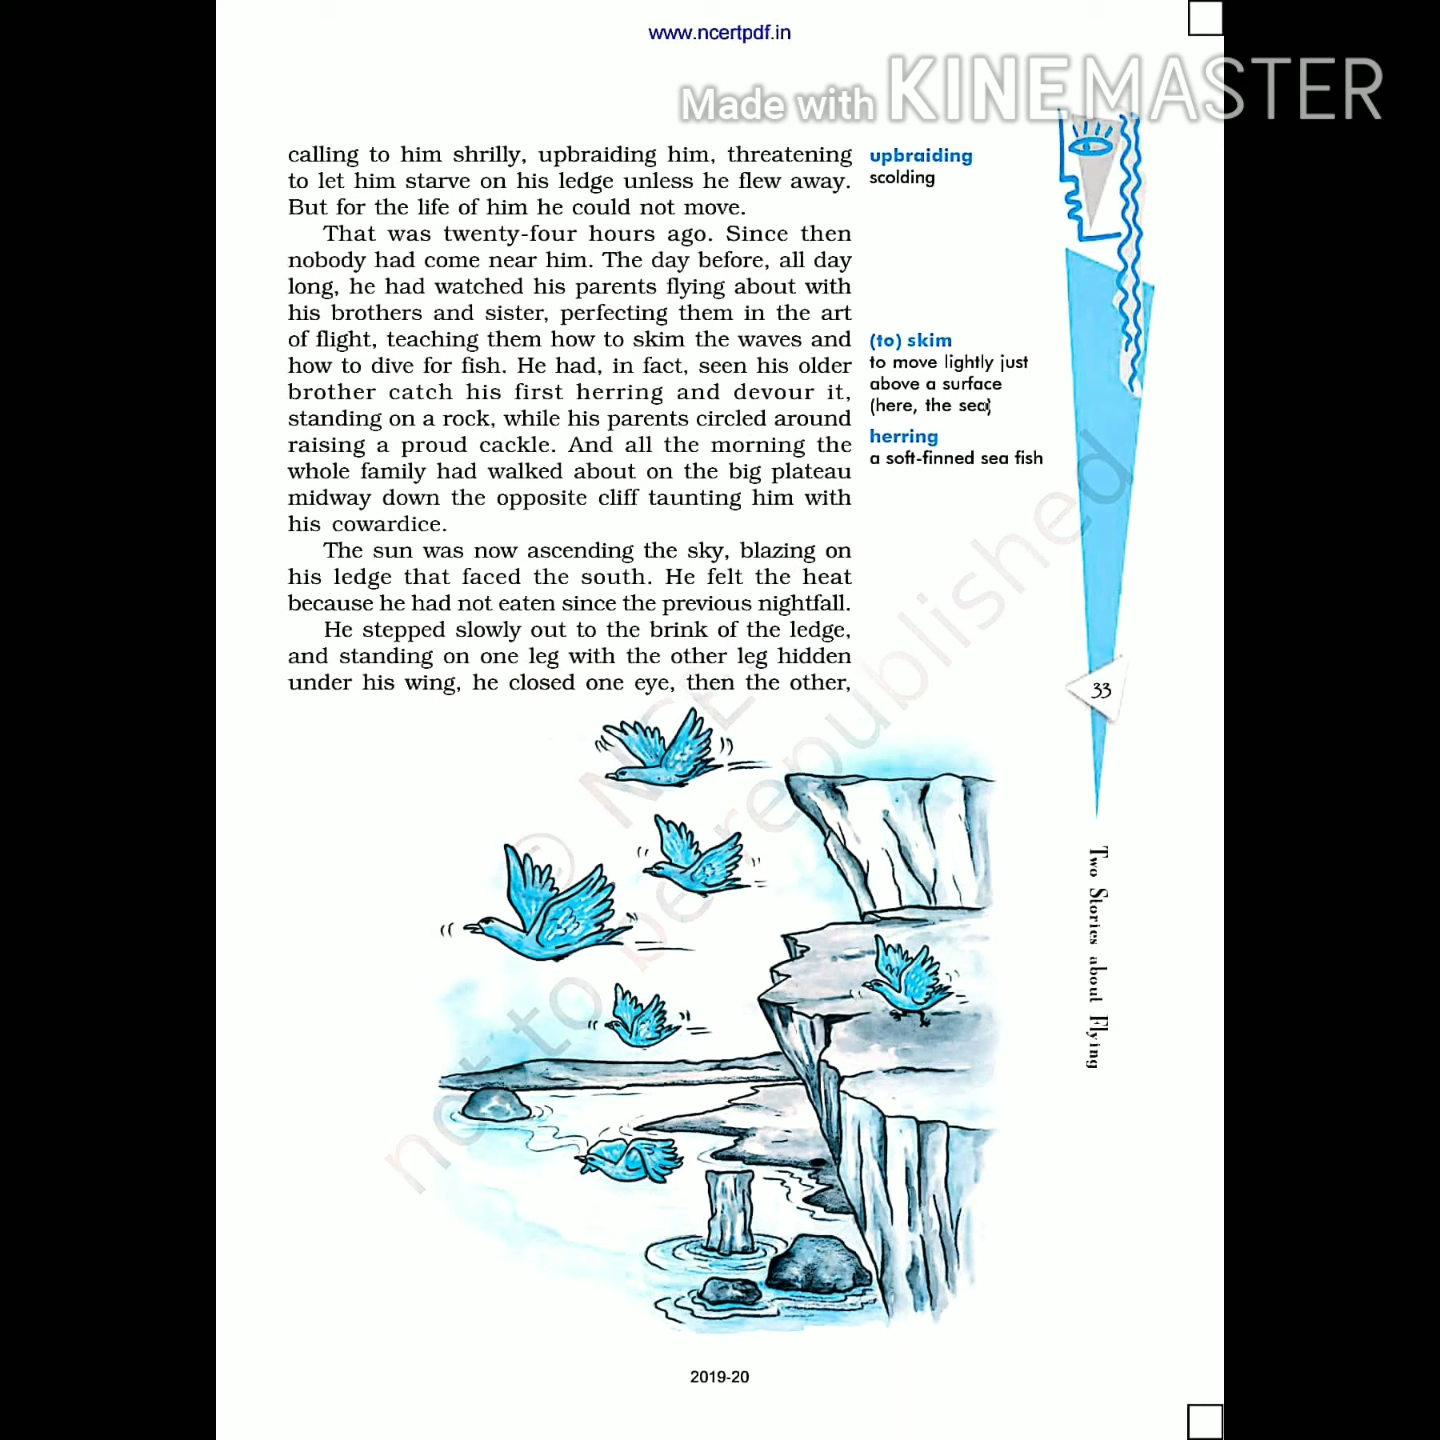 www.ncertpdf.in
Made with KINEMASTER
calling to him shrilly, upbraiding him, threatening
to let him starve on his ledge unless he flew away.
But for the life of him he could not move.
That was twenty-four hours ago. Since then
nobody had come near him. The day before, all day
long, he had watched his parents flying about with
his brothers and sister, perfecting them in the art
of flight, teaching them how to skim the waves and
how to dive for fish. He had, in fact, seen his older
brother catch his first herring and devour it,
standing on a rock, while his parents circled around
raising a proud cackle. And all the morning the
whole family had walked about on the big plateau
midway down the opposite cliff taunting him with
his cowardice.
The sun was now ascending the sky, blazing on
his ledge that faced the south. He felt the heat
because he had not eaten since the previous nightfall.
He stepped slowly out to the brink of the ledge,
and standing on one leg with the other leg hidden
under his wing, he closed one eye, then the other,
upbraiding
scolding
(to) skim
to move lightly just
above a surface
(here, the sea)
herring
a soft-finned sea fish
33
Two Stories about Flying
© NCERT
not to be republished
2019-20